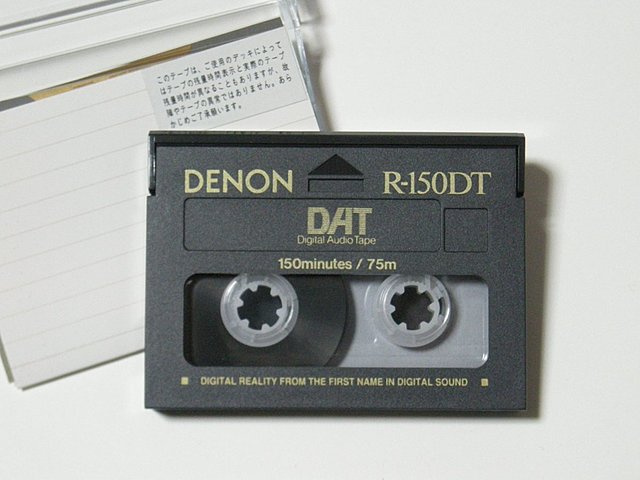 このテープは、ご使用のデッキによって
はテープの残量時間表示と実際のテープ
残量時間が異なることもありますが、故
障やテープの異常ではありません。あら
かじめご了承願います。
DENON
R-150DT
DAT
Digital Audio Tape
150minutes / 75m
DIGITAL REALITY FROM THE FIRST NAME IN DIGITAL SOUND